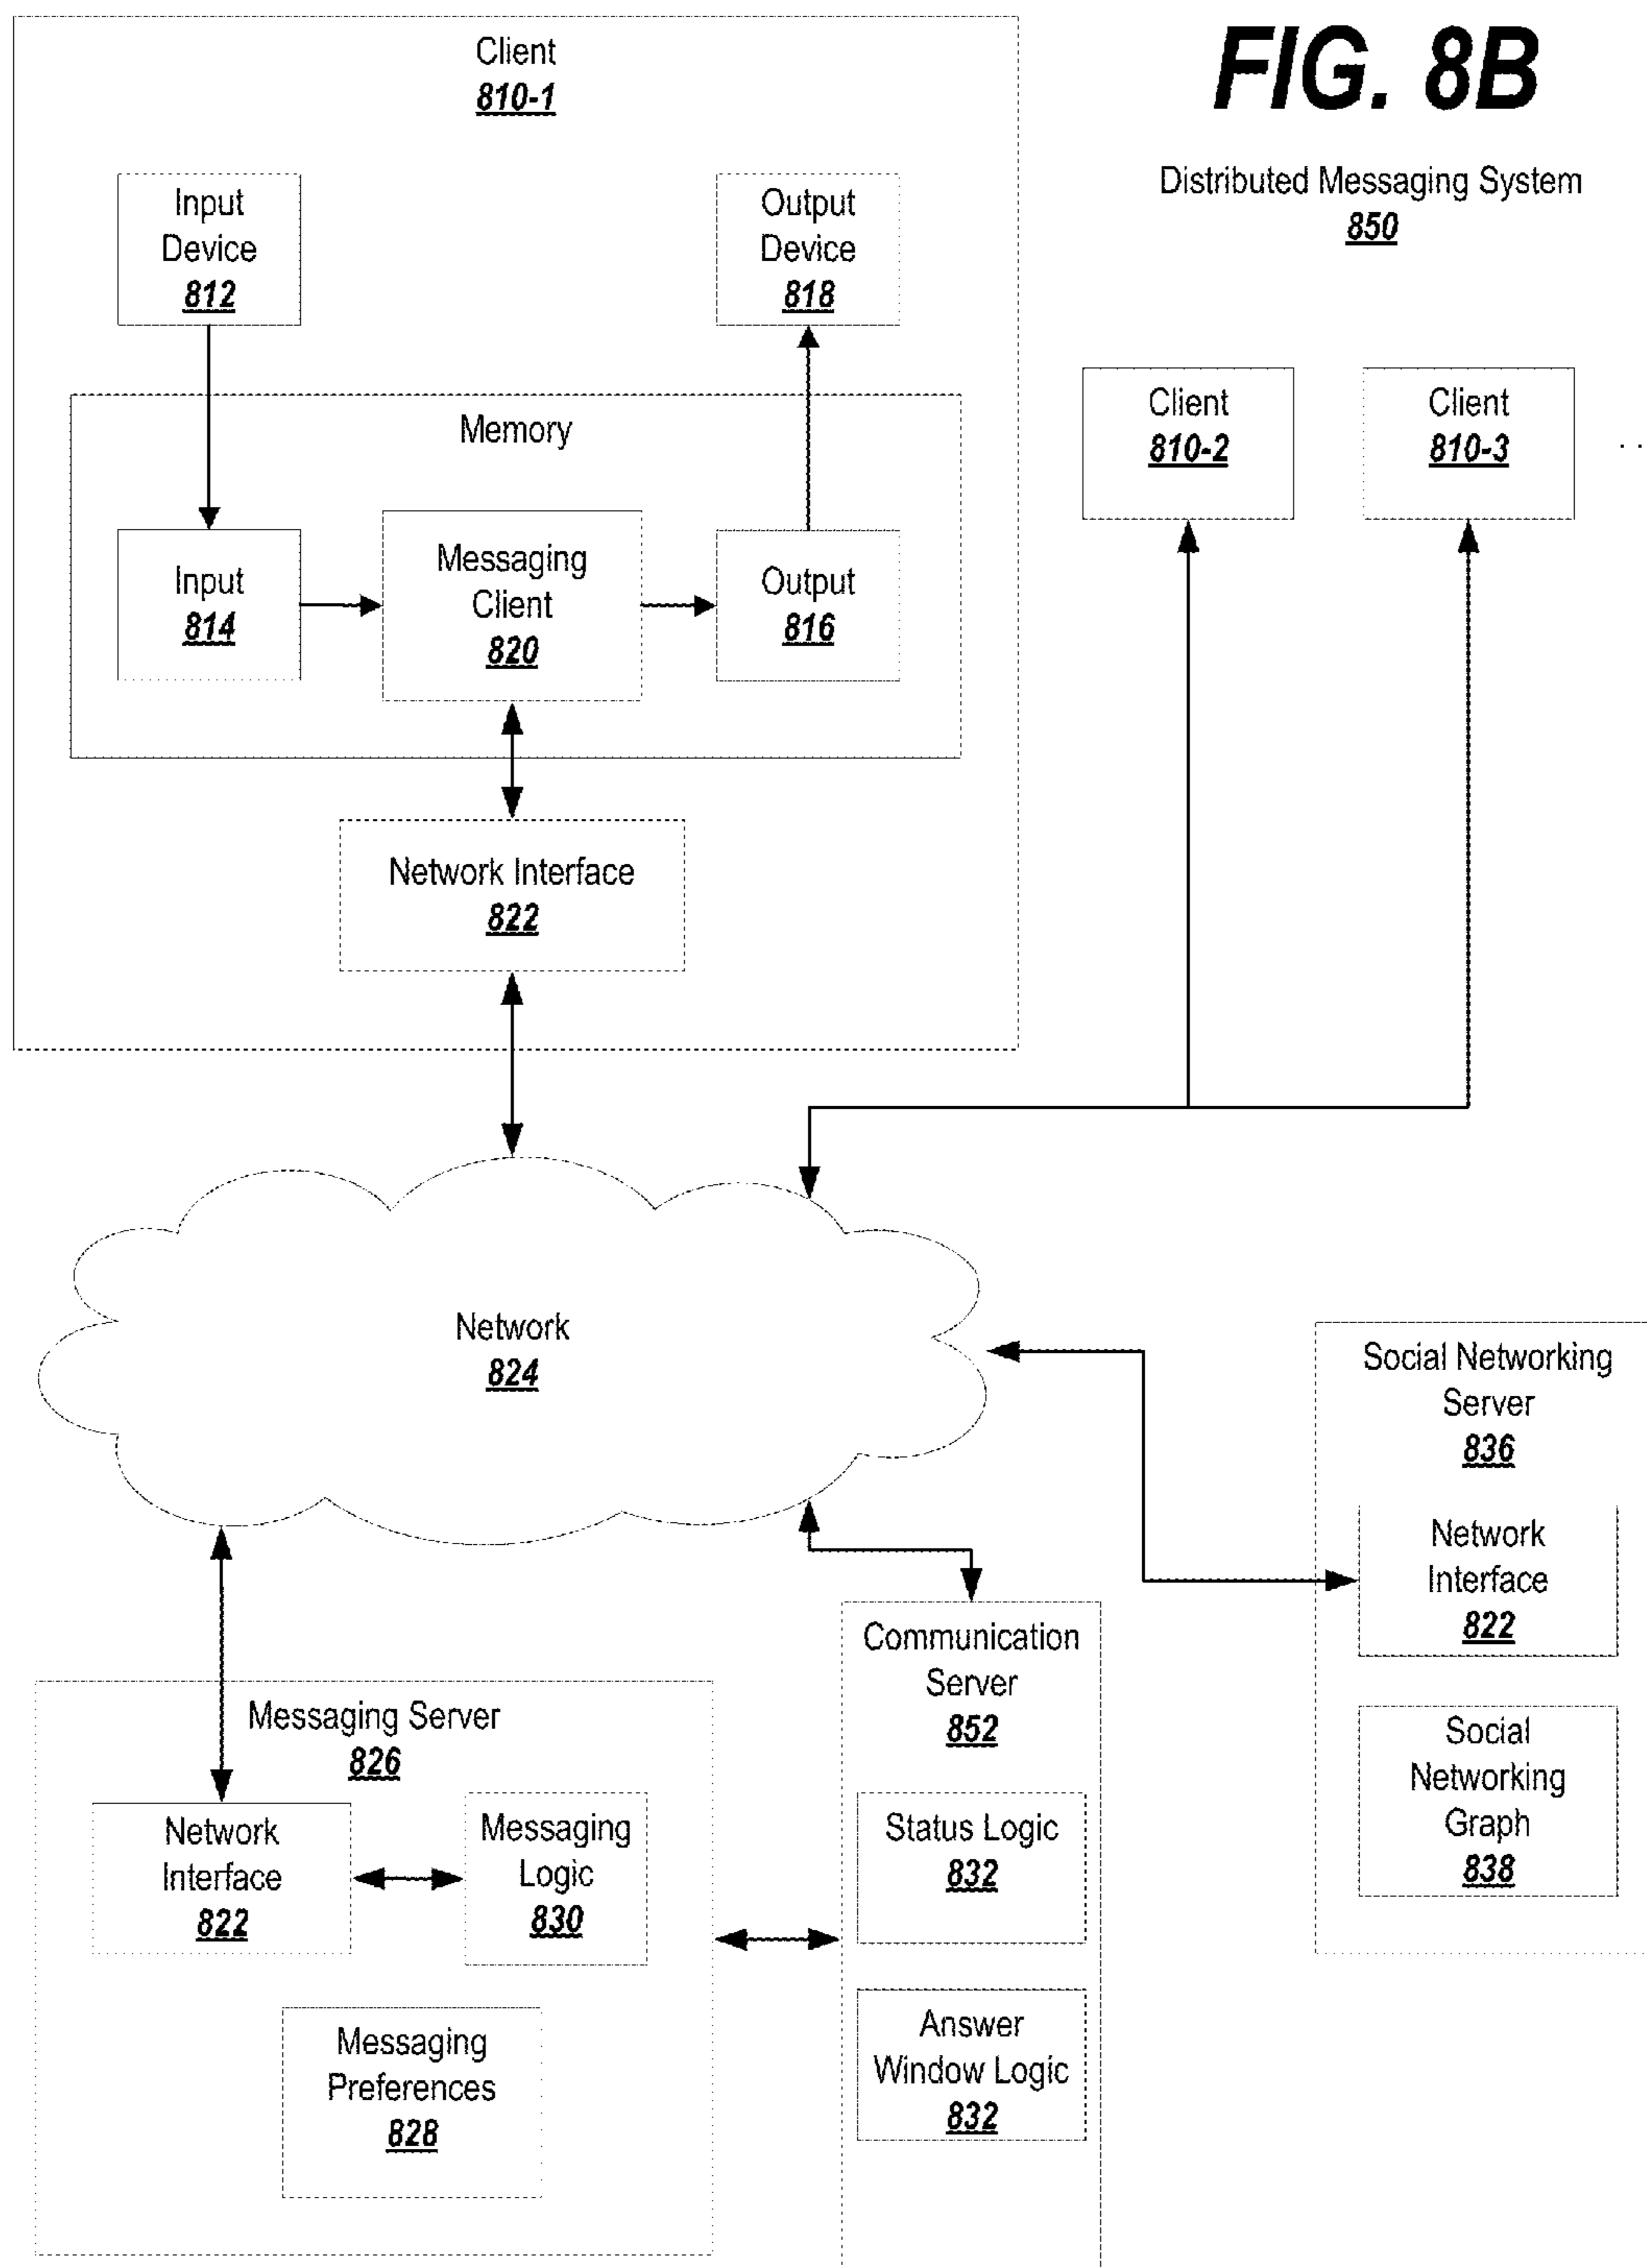 FIG. 8B
Distributed Messaging System
850
Client
810-1
Input
Device
812
Output
Device
818
Memory
Input
814
Messaging
Client
820
Output
816
Network Interface
822
Client
810-2
Client
810-3
. .
Network
824
Social Networking
Server
836
Network
Interface
822
Social
Networking
Graph
838
Communication
Server
852
Status Logic
832
Answer
Window Logic
832
Messaging Server
826
Network
Interface
822
Messaging
Logic
830
Messaging
Preferences
828